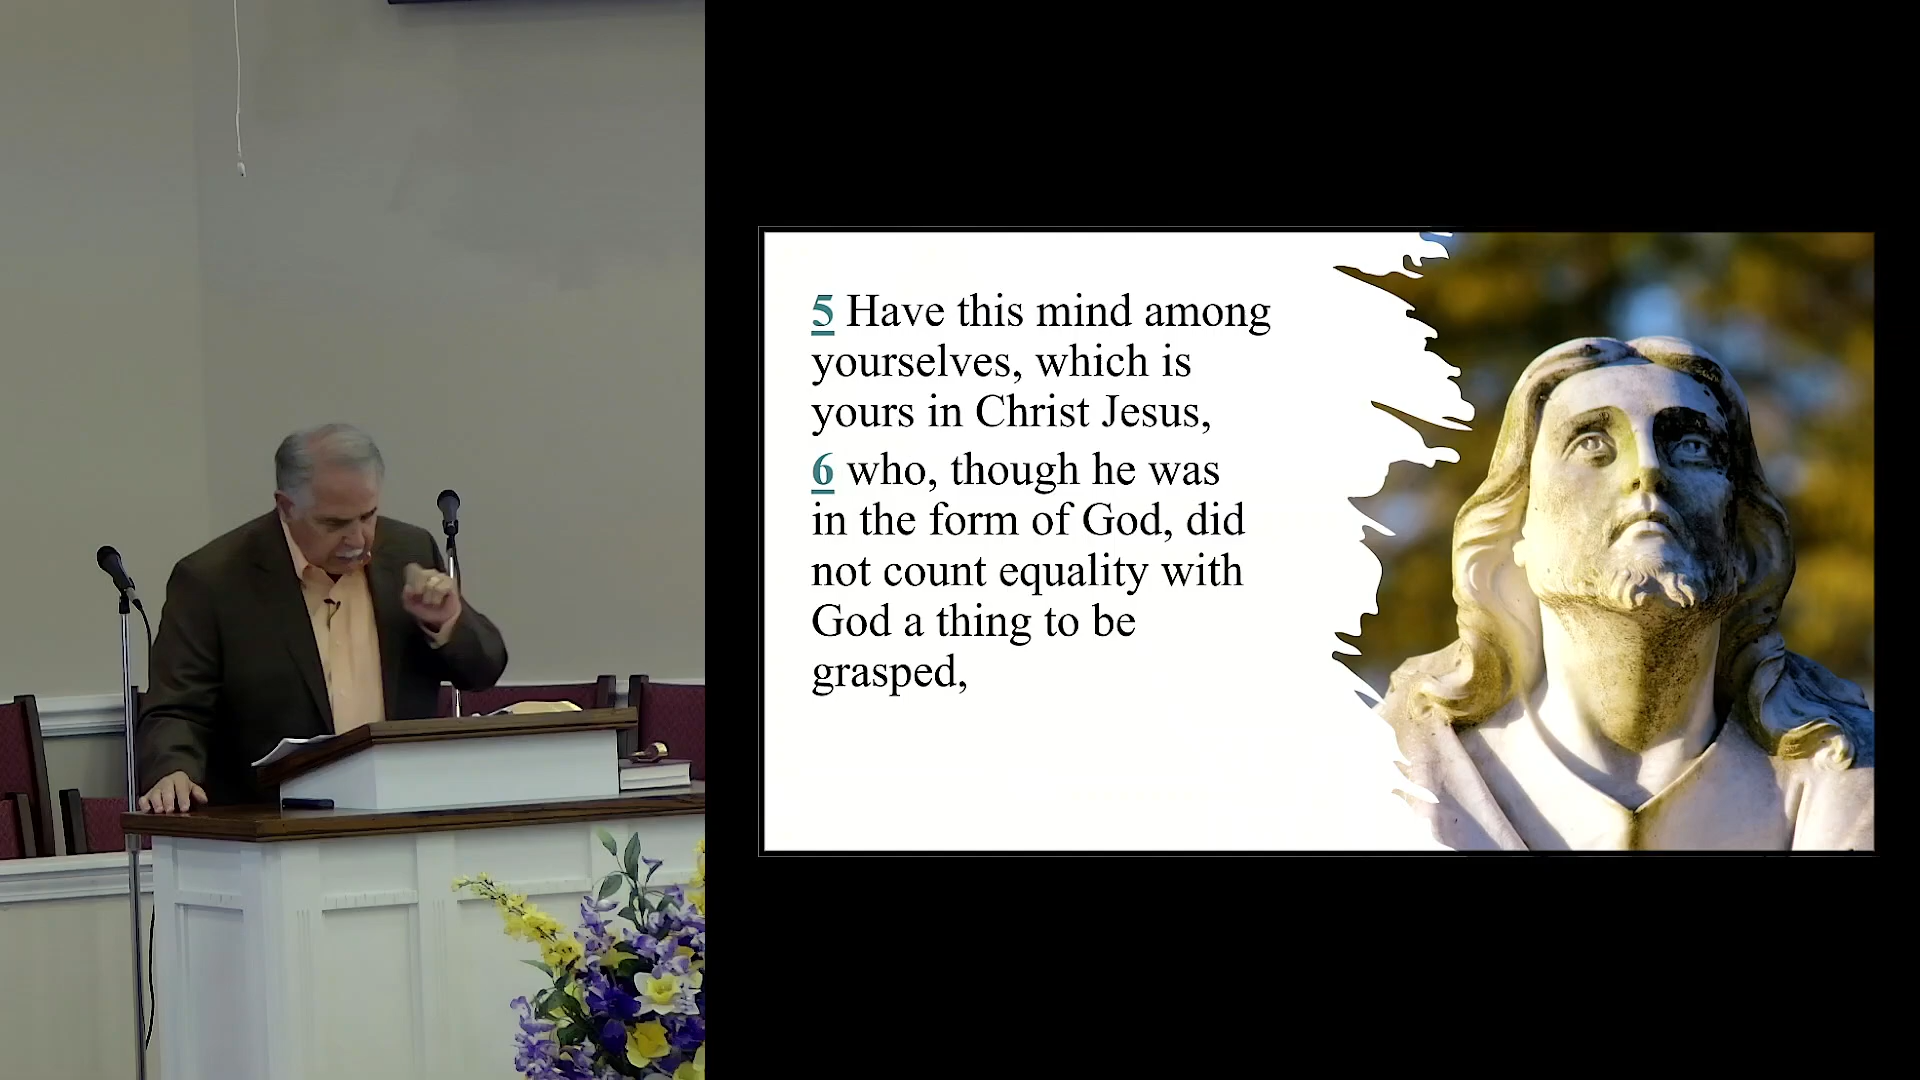 5 Have this mind among
yourselves, which is
yours in Christ Jesus,
6 who, though he was
in the form of God, did
not count equality with
God a thing to be
grasped,